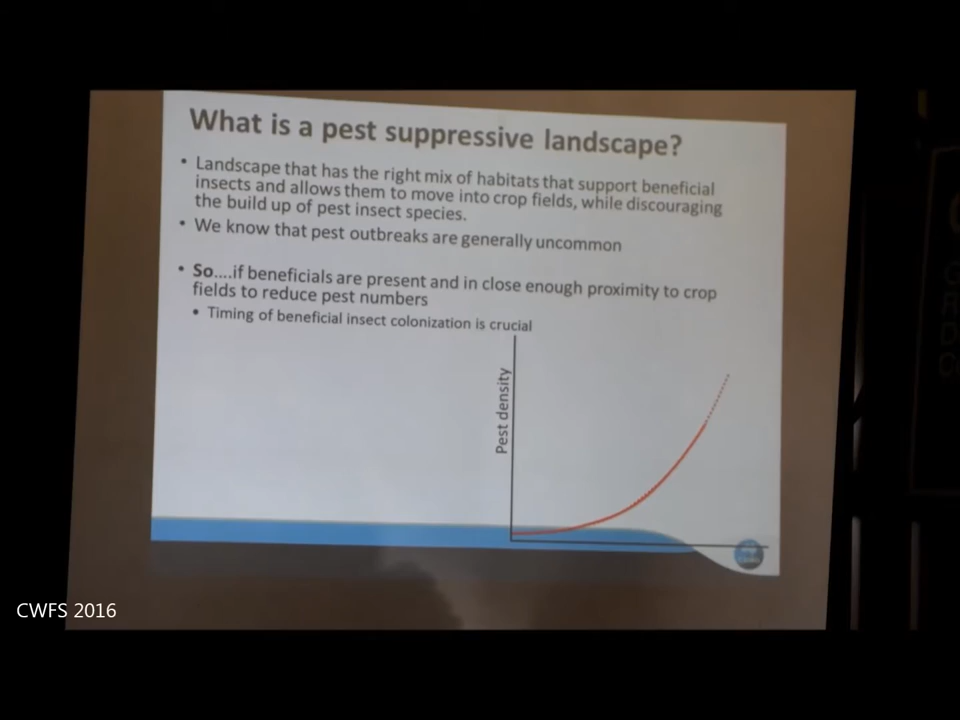 What is a pest suppressive landscape?
• Landscape that has the right mix of habitats that support beneficial
insects and allows them to move into crop fields, while discouraging
the build up of pest insect species.
• We know that pest outbreaks are generally uncommon
• So....if beneficials are present and in close enough proximity to crop
fields to reduce pest numbers
• Timing of beneficial insect colonization is crucial
Pest density
CWFS 2016